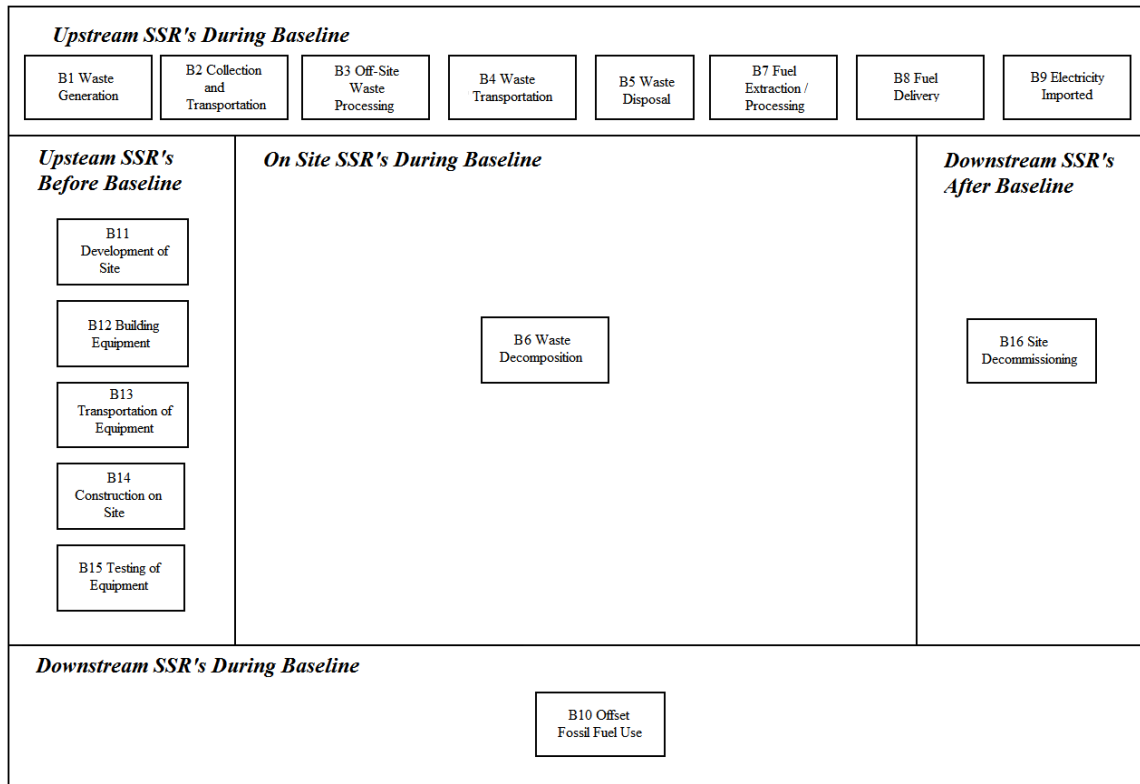 Upstream SSR's During Baseline
B1 Waste
Generation
B2 Collection
and
Transportation
B3 Off-Site
Waste
Processing
B4 Waste
Transportation
B5 Waste
Disposal
B7 Fuel
Extraction /
Processing
B8 Fuel
Delivery
B9 Electricity
Imported
Upsteam SSR's
Before Baseline
B11
Development of
Site
B12 Building
Equipment
B13
Transportation of
Equipment
B14
Construction on
Site
B15 Testing of
Equipment
On Site SSR's During Baseline
B6 Waste
Decomposition
Downstream SSR's
After Baseline
B16 Site
Decommissioning
Downstream SSR's During Baseline
B10 Offset
Fossil Fuel Use